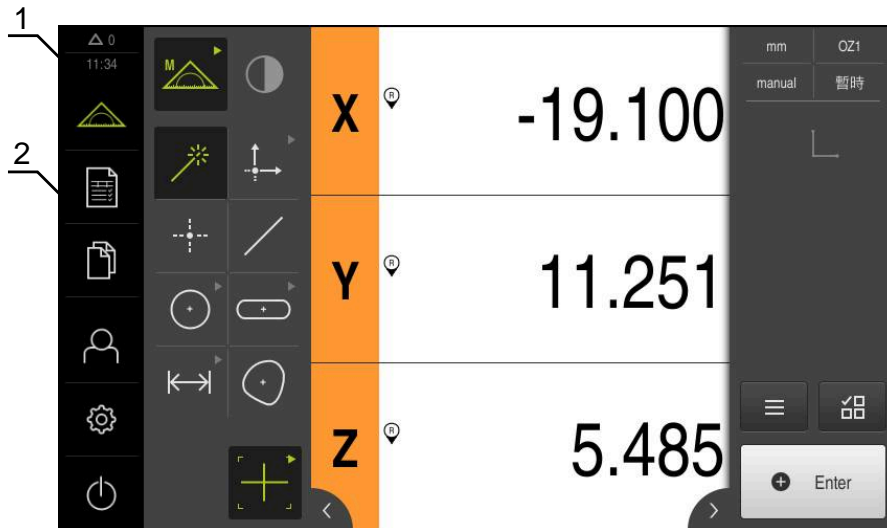 1
0
11:34
2
M
X
R
-19.100
Y
R
11.251
Z
R
5.485
mm
OZ1
manual
暫時
Enter